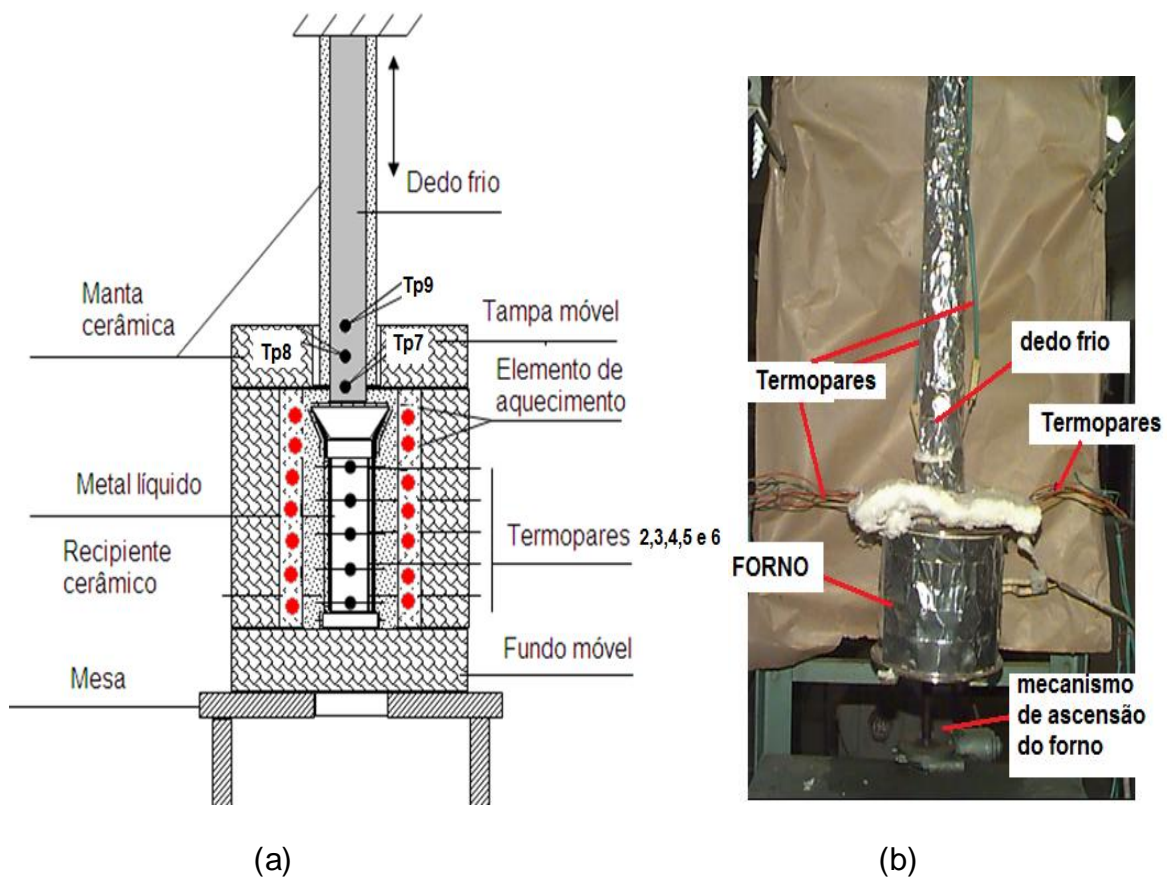 Dedo frio
Manta
cerâmica
Tp9
Tampa móvel
Tp8
Tp7
Elemento de
aquecimento
Metal líquido
Recipiente
cerâmico
Termopares 2,3,4,5 e 6
Fundo móvel
Mesa
(a)
dedo frio
Termopares
Termopares
FORNO
mecanismo
de ascensão
do forno
(b)